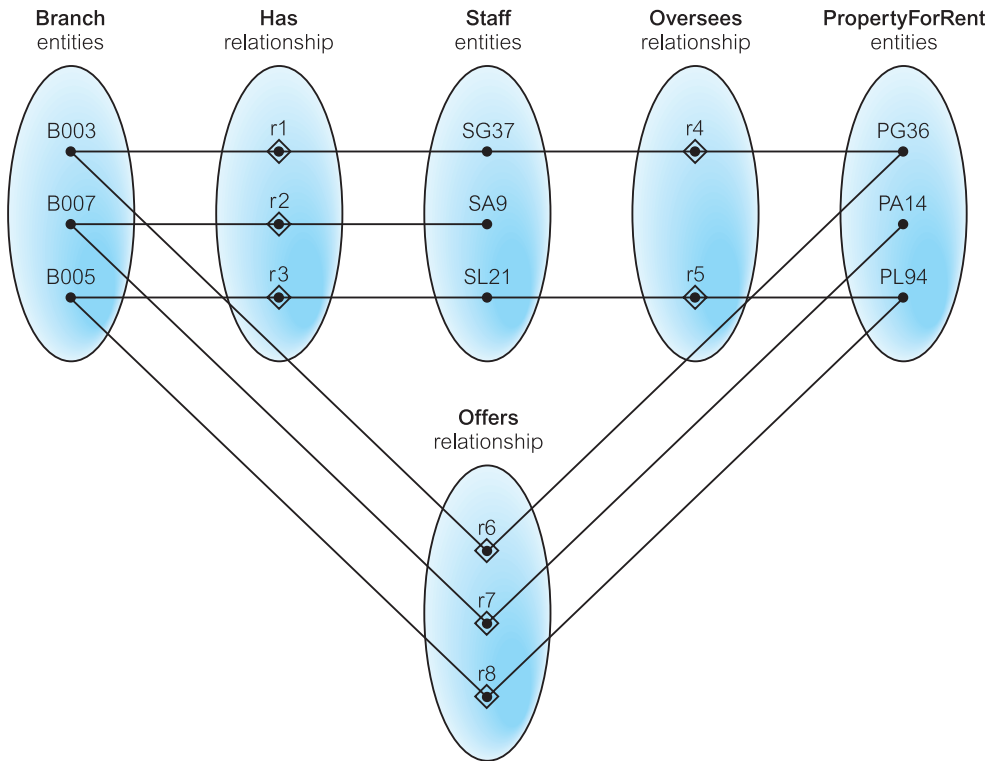 Branch
entities
Has
relationship
Staff
entities
Oversees
relationship
PropertyForRent
entities
B003
r1
SG37
r4
PG36
B007
r2
SA9
PA14
B005
r3
SL21
r5
PL94
Offers
relationship
r6
r7
r8